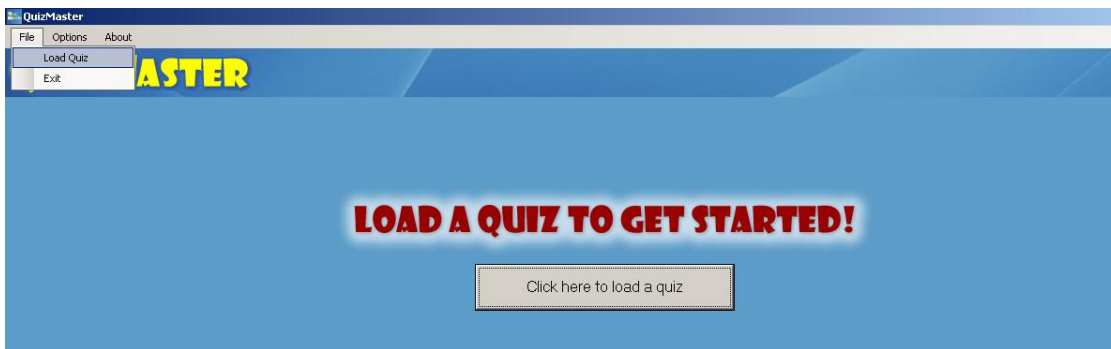 QuizMaster
File Options About
Load Quiz
Exit
ASTER
LOAD A QUIZ TO GET STARTED!
Click here to load a quiz